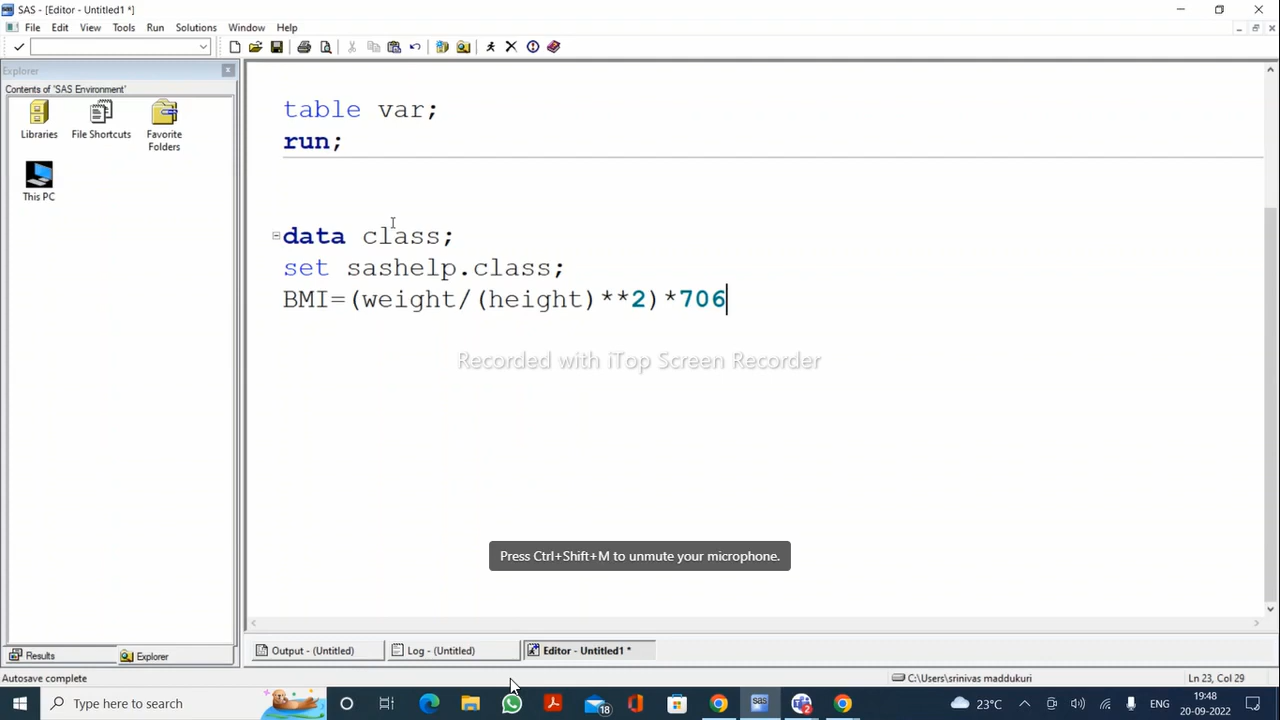 SAS - [Editor - Untitled1 *]
File Edit View Tools Run Solutions Window Help
Explorer
Contents of 'SAS Environment'
Libraries
File Shortcuts
Favorite
Folders
This PC
table var;
run;
data class;
set sashelp.class;
BMI=(weight/(height)**2)*706
Recorded with iTop Screen Recorder
Press Ctrl+Shift+M to unmute your microphone.
Results
Explorer
Output - (Untitled)
Log - (Untitled)
Editor - Untitled1 *
Autosave complete
C:\Users\srinivas maddukuri
Ln 23, Col 29
Type here to search
18
2
23°C
ENG
19:48
20-09-2022